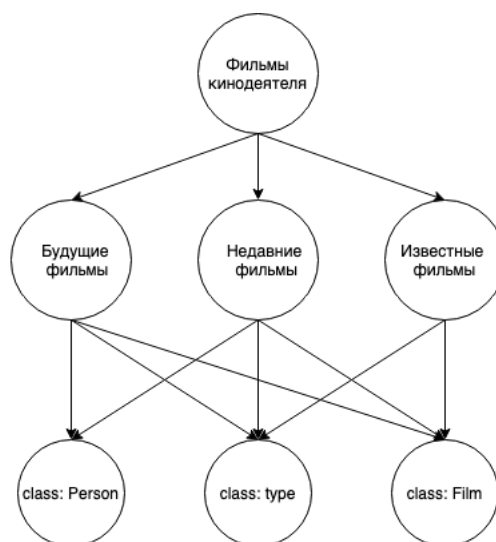 Фильмы
кинодеятеля
Будущие
фильмы
Недавние
фильмы
Известные
фильмы
class: Person
class: type
class: Film